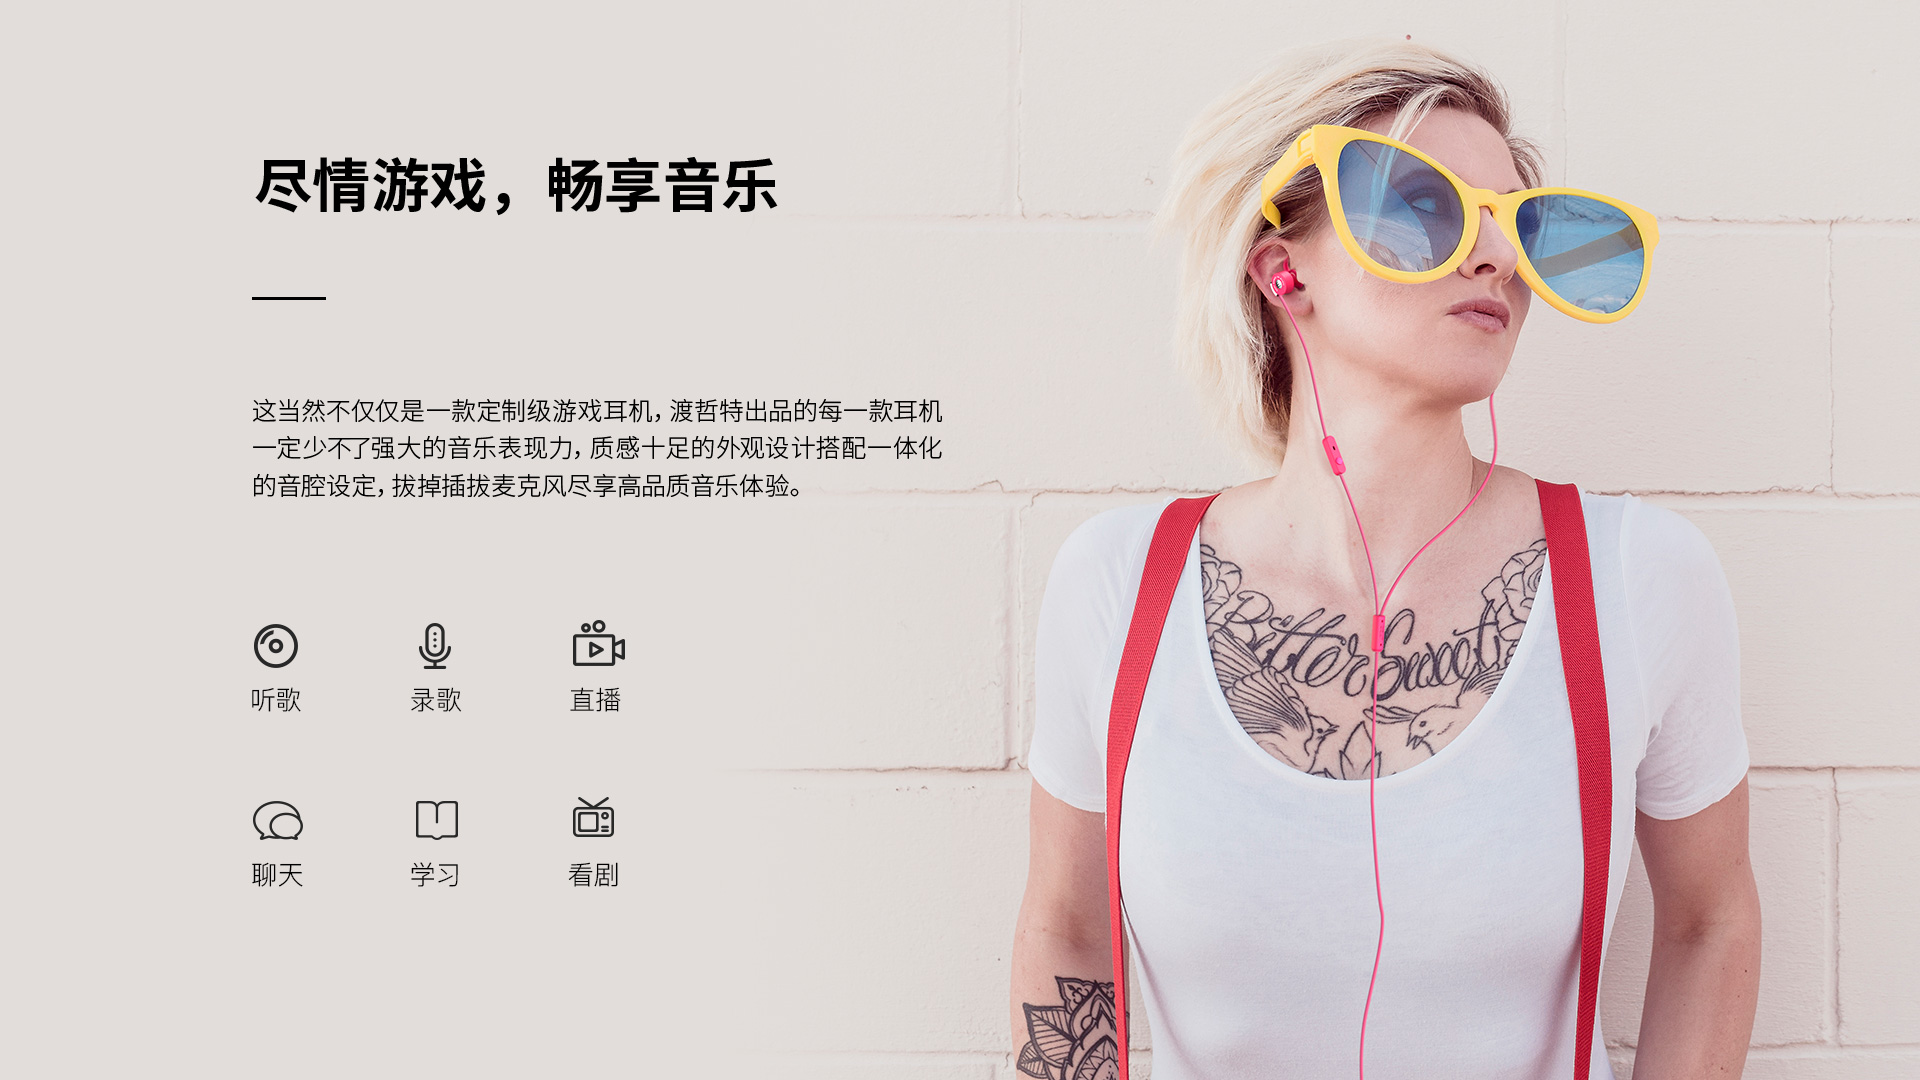 尽情游戏，畅享音乐
这当然不仅仅是一款定制级游戏耳机，渡哲特出品的每一款耳机
一定少不了强大的音乐表现力，质感十足的外观设计搭配一体化
的音腔设定，拔掉插拔麦克风尽享高品质音乐体验。
听歌 录歌 直播
聊天 学习 看剧
Bitter Sweet